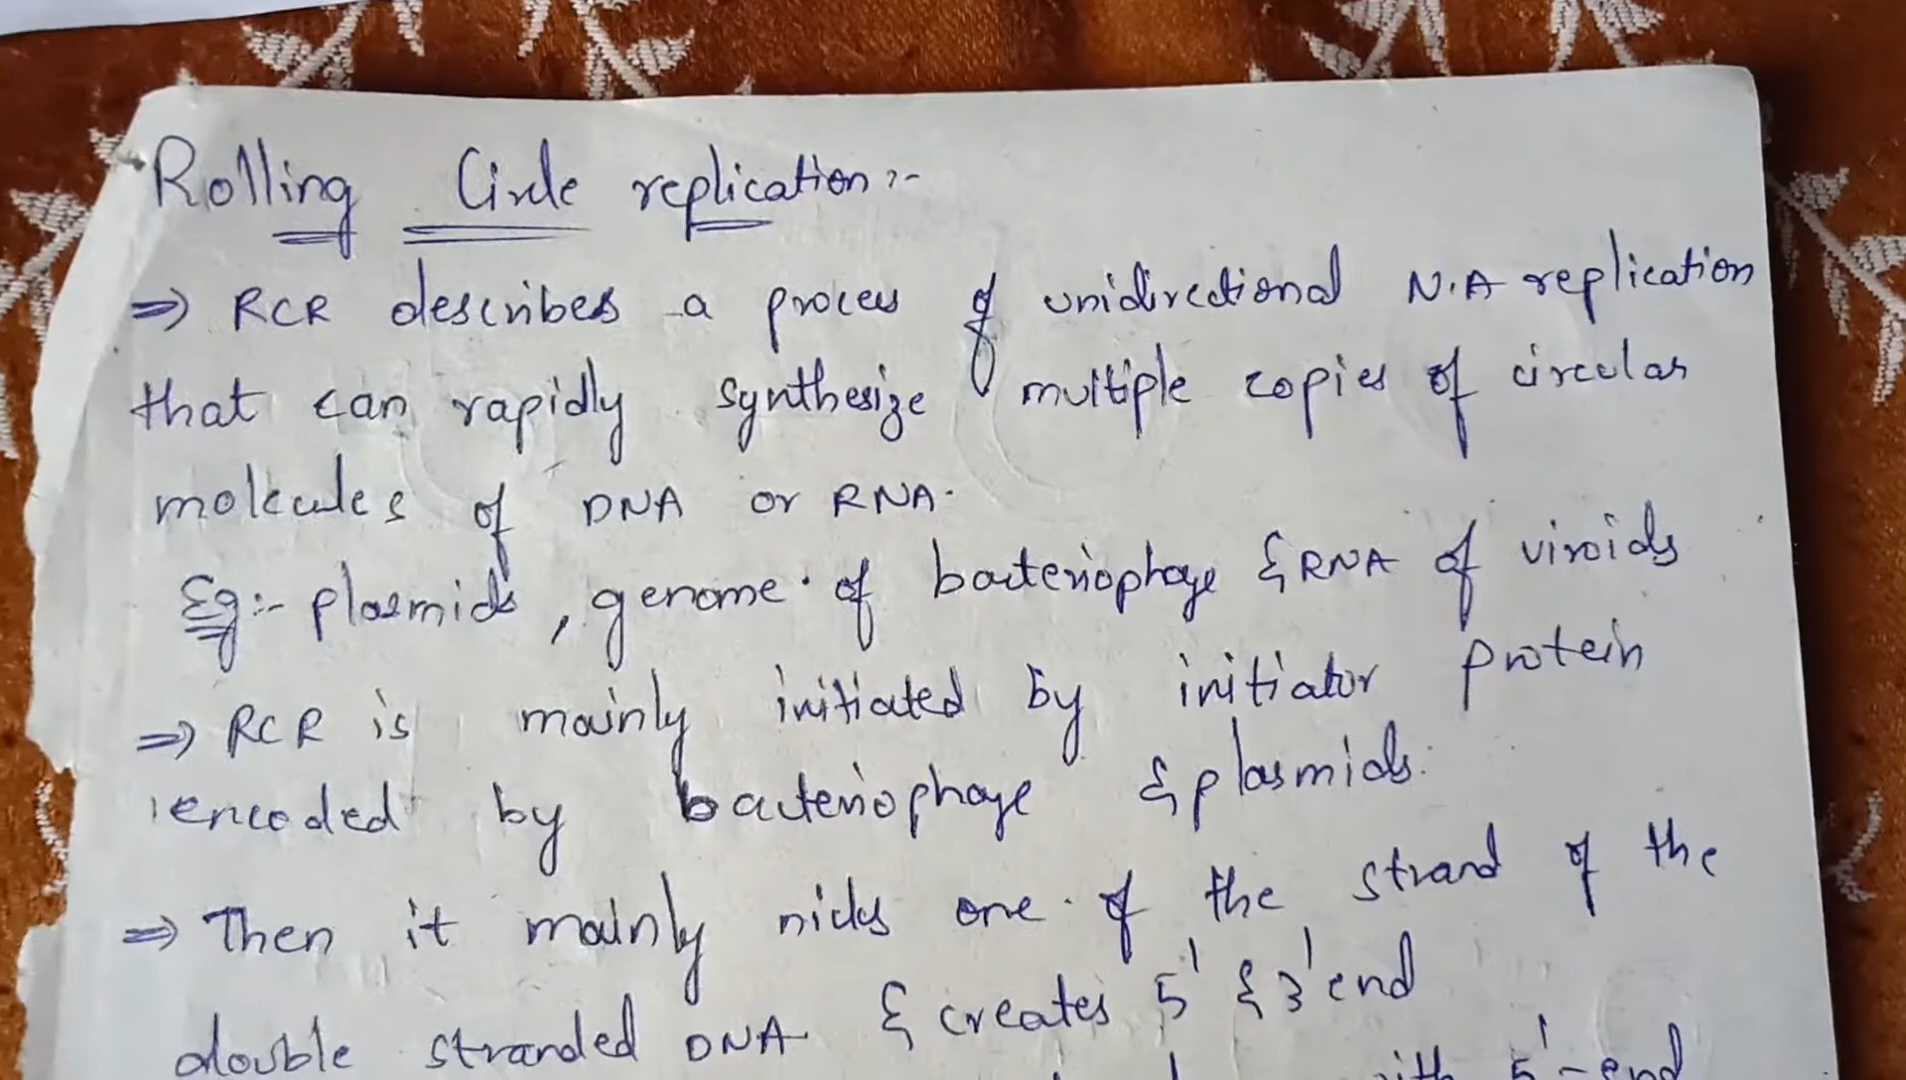 Rolling Circle replication :-
⇒ RCR describes a process of unidirectional N.A replication
that can rapidly synthesize multiple copies of circular
molecules of DNA or RNA.
Eg:- plasmids, genome of bacteriophage & RNA of viroids
⇒ RCR is mainly initiated by initiator protein
encoded by bacteriophage & plasmids.
⇒ Then it mainly nicks one of the strand of the
double stranded DNA & creates 5' & 3' end
with 5'-end